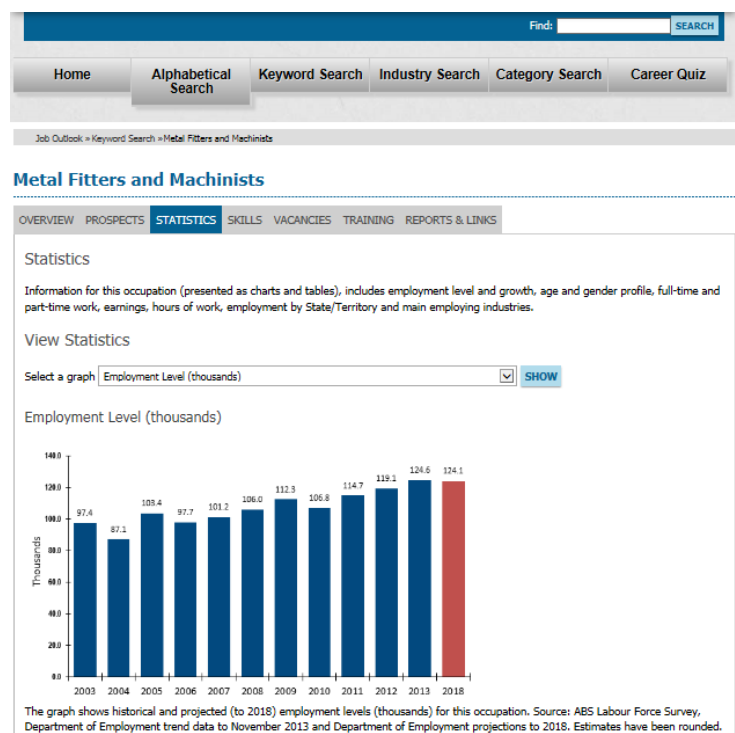 Find:
SEARCH
Home
Alphabetical
Search
Keyword Search
Industry Search
Category Search
Career Quiz
Job Outlook » Keyword Search » Metal Fitters and Machinists
Metal Fitters and Machinists
OVERVIEW PROSPECTS STATISTICS SKILLS VACANCIES TRAINING REPORTS & LINKS
Statistics
Information for this occupation (presented as charts and tables), includes employment level and growth, age and gender profile, full-time and
part-time work, earnings, hours of work, employment by State/Territory and main employing industries.
View Statistics
Select a graph Employment Level (thousands) SHOW
Employment Level (thousands)
Thousands
140.0
120.0
100.0
80.0
60.0
40.0
20.0
0.0
97.4 87.1 103.4 97.7 101.2 106.0 112.3 106.8 114.7 119.1 124.6 124.1
2003 2004 2005 2006 2007 2008 2009 2010 2011 2012 2013 2018
The graph shows historical and projected (to 2018) employment levels (thousands) for this occupation. Source: ABS Labour Force Survey,
Department of Employment trend data to November 2013 and Department of Employment projections to 2018. Estimates have been rounded.